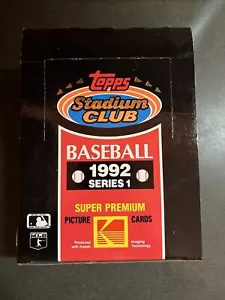 Topps
Stadium
CLUB
BASEBALL
1992
SERIES 1
SUPER PREMIUM
PICTURE CARDS
Produced with Kodak Imaging Technology